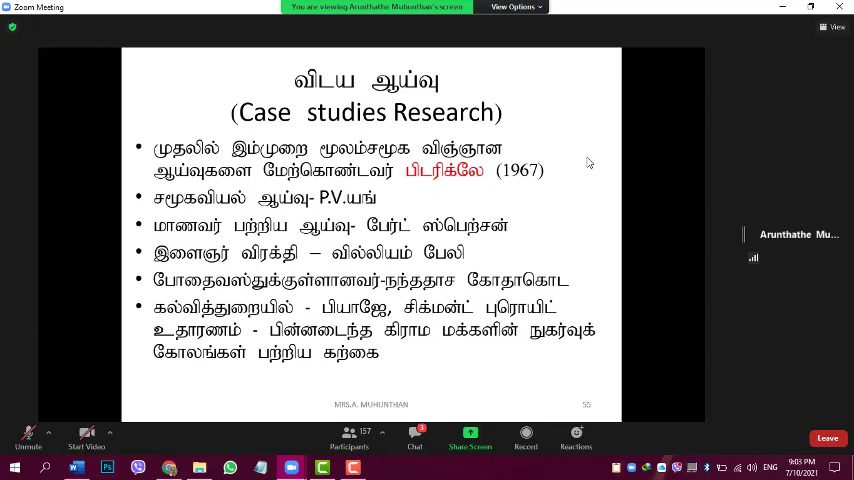 Zoom Meeting
You are viewing Arunthathe Muhunthan's screen
View Options
View
விடய ஆய்வு
(Case studies Research)
• முதலில் இம்முறை மூலம்சமூக விஞ்ஞான
ஆய்வுகளை மேற்கொண்டவர் பிடரிக்லே (1967)
• சமூகவியல் ஆய்வு- P.V.யங்
• மாணவர் பற்றிய ஆய்வு- பேர்ட் ஸ்பெற்சன்
• இளைஞர் விரக்தி – வில்லியம் பேலி
• போதைவஸ்துக்குள்ளானவர்-நந்ததாச கோதாகொட
• கல்வித்துறையில் - பியாஜே, சிக்மன்ட் புரொயிட்
உதாரணம் - பின்னடைந்த கிராம மக்களின் நுகர்வுக்
கோலங்கள் பற்றிய கற்கை
MRS.A. MUHUNTHAN
55
Arunthathe Mu...
Unmute
Start Video
157
Participants
3
Chat
Share Screen
Record
Reactions
Leave
ENG
9:03 PM
7/10/2021